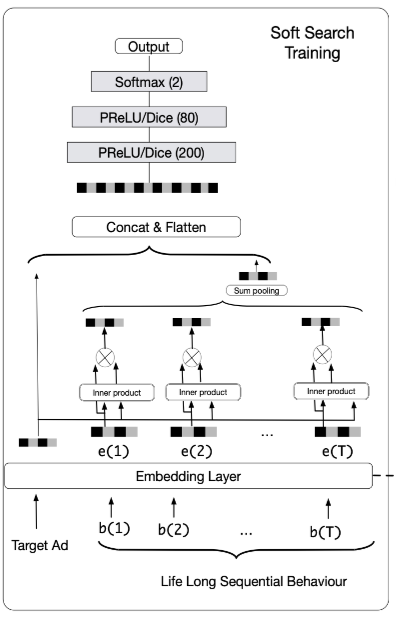 Soft Search
Training
Output
Softmax (2)
PReLU/Dice (80)
PReLU/Dice (200)
Concat & Flatten
Sum pooling
Inner product Inner product Inner product
e(1) e(2) ... e(T)
Embedding Layer
b(1) b(2) ... b(T)
Target Ad
Life Long Sequential Behaviour